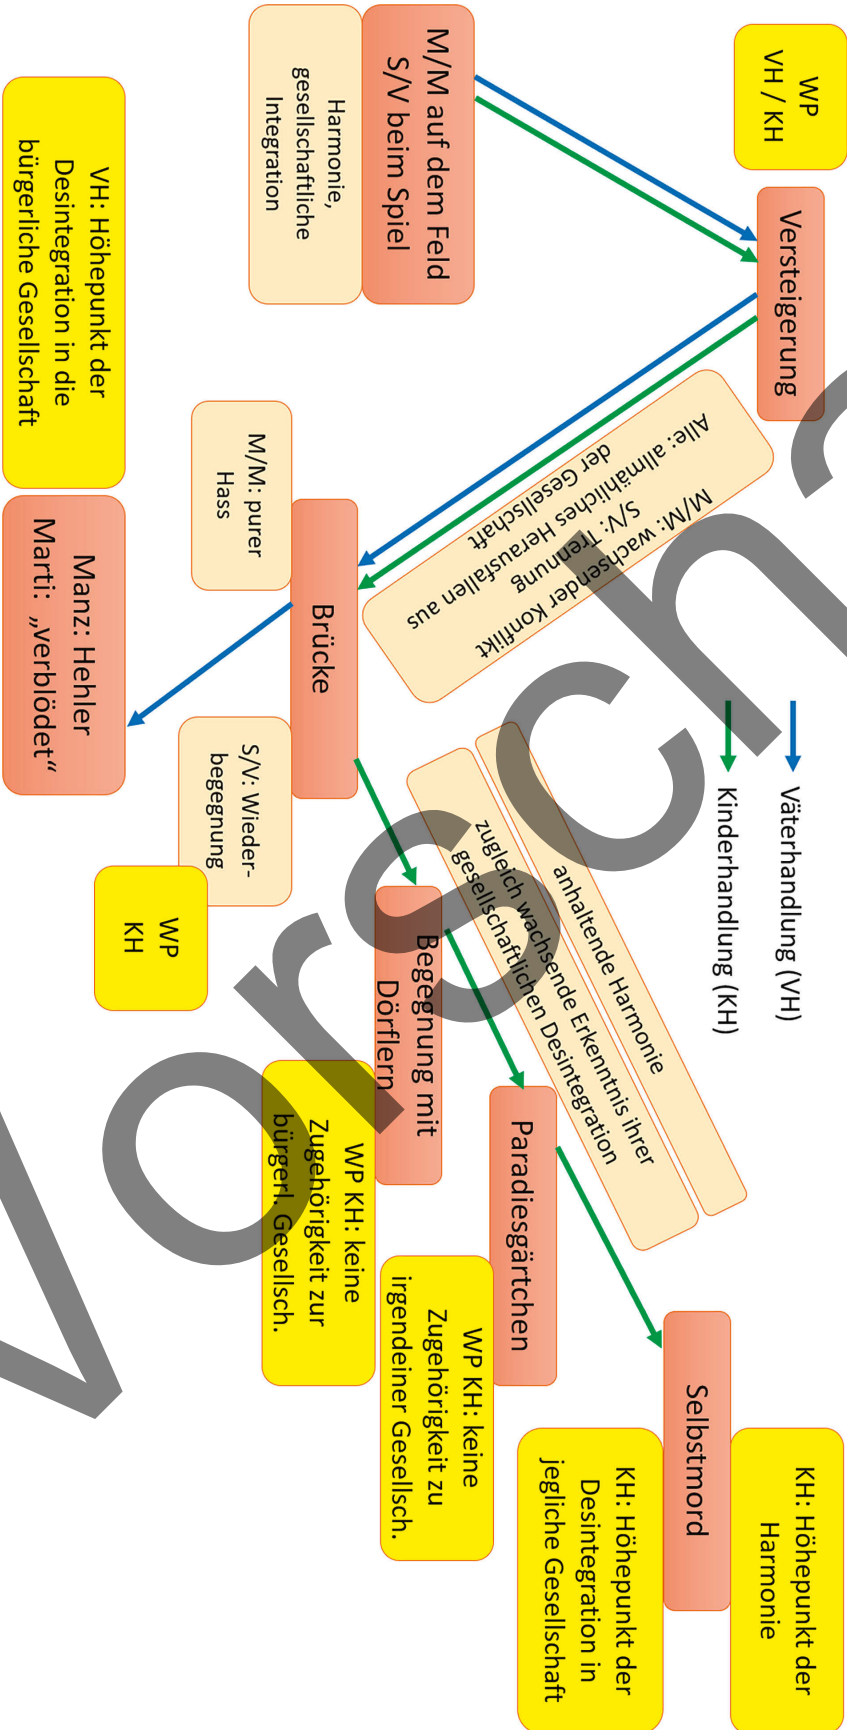 WP
VH / KH
Versteigerung
M/M auf dem Feld
S/V beim Spiel
Harmonie,
gesellschaftliche
Integration
M/M: wachsender Konflikt
S/V: Trennung
Alle: allmähliches Herausfallen aus
der Gesellschaft
Väterhandlung (VH)
Kinderhandlung (KH)
M/M: purer
Hass
Brücke
S/V: Wieder-
begegnung
WP
KH
VH: Höhepunkt der
Desintegration in die
bürgerliche Gesellschaft
Manz: Hehler
Marti: „verblödet“
anhaltende Harmonie
zugleich wachsende Erkenntnis ihrer
gesellschaftlichen Desintegration
Begegnung mit
Dörflern
WP KH: keine
Zugehörigkeit zur
bürgerl. Gesellsch.
Paradiesgärtchen
WP KH: keine
Zugehörigkeit zu
irgendeiner Gesellsch.
KH: Höhepunkt der
Harmonie
Selbstmord
KH: Höhepunkt der
Desintegration in
jegliche Gesellschaft
Vorscha